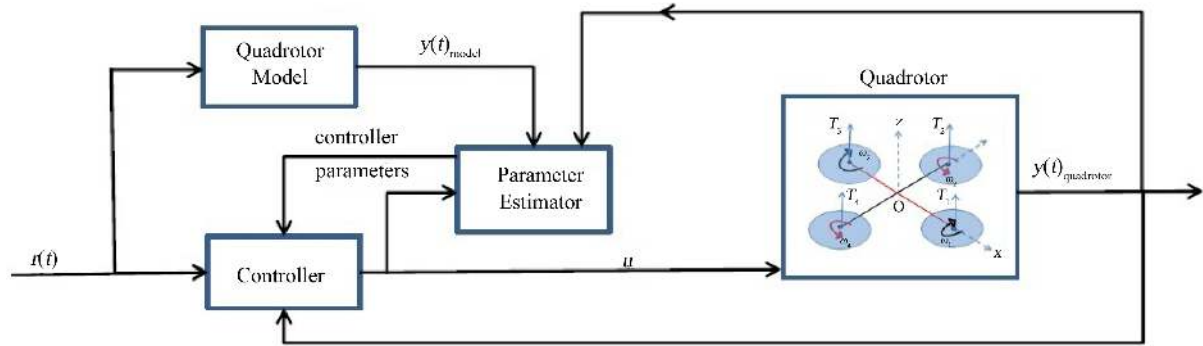 Quadrotor
Model
y(t)model
Quadrotor
controller
parameters
Parameter
Estimator
T3
z
T2
T4
T1
O
x
y(t)quadrotor
r(t)
Controller
u